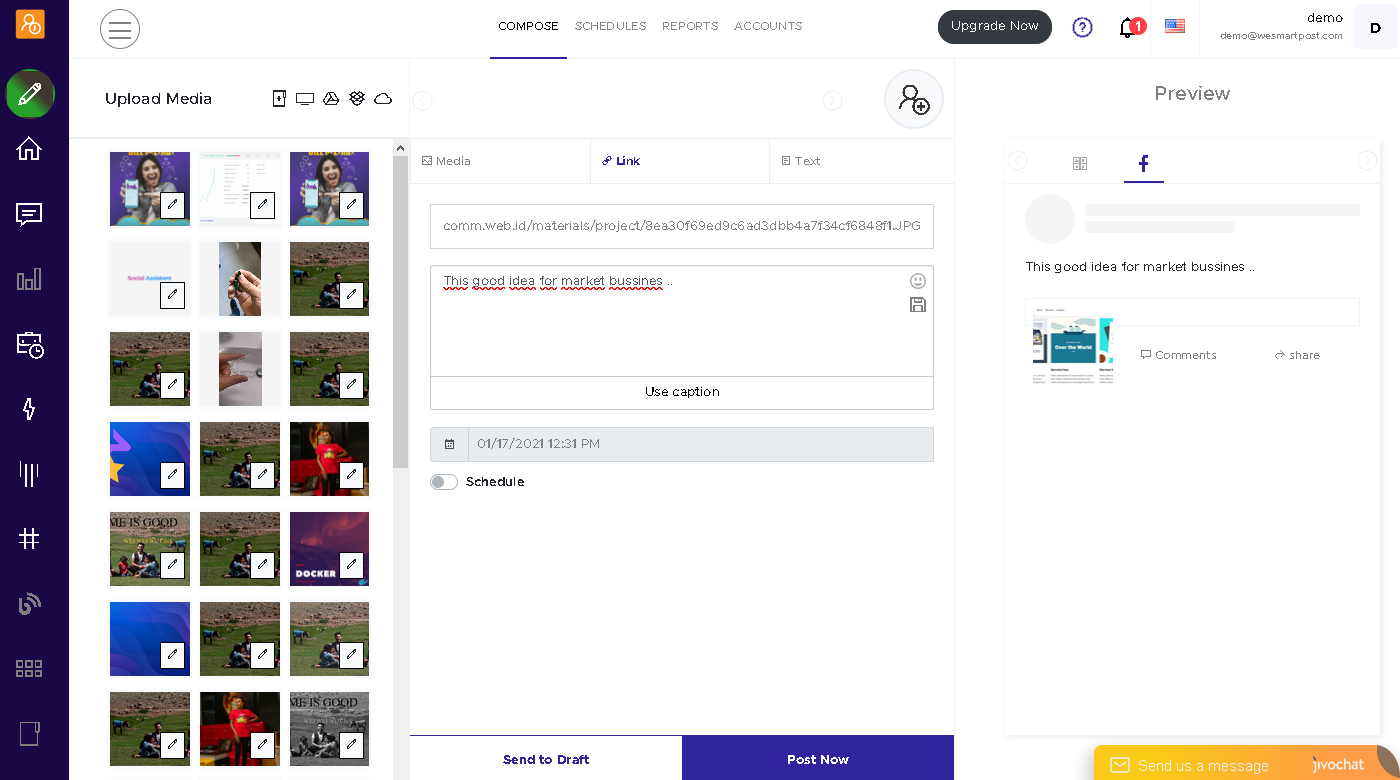 COMPOSE SCHEDULES REPORTS ACCOUNTS
Upgrade Now
1
demo
demo@wesmartpost.com
D
Upload Media
Preview
Media
Link
Text
comm.web.id/materials/project/8ea30f69ed9c6ad3dbb4a7f34cf6848f1.JPG
This good idea for market bussines ..
Use caption
01/17/2021 12:31 PM
Schedule
Send to Draft
Post Now
This good idea for market bussines ..
Over the World
Comments
share
Social Assistant
ME IS GOOD
DOCKER
ME IS GOOD
Send us a message
jivochat